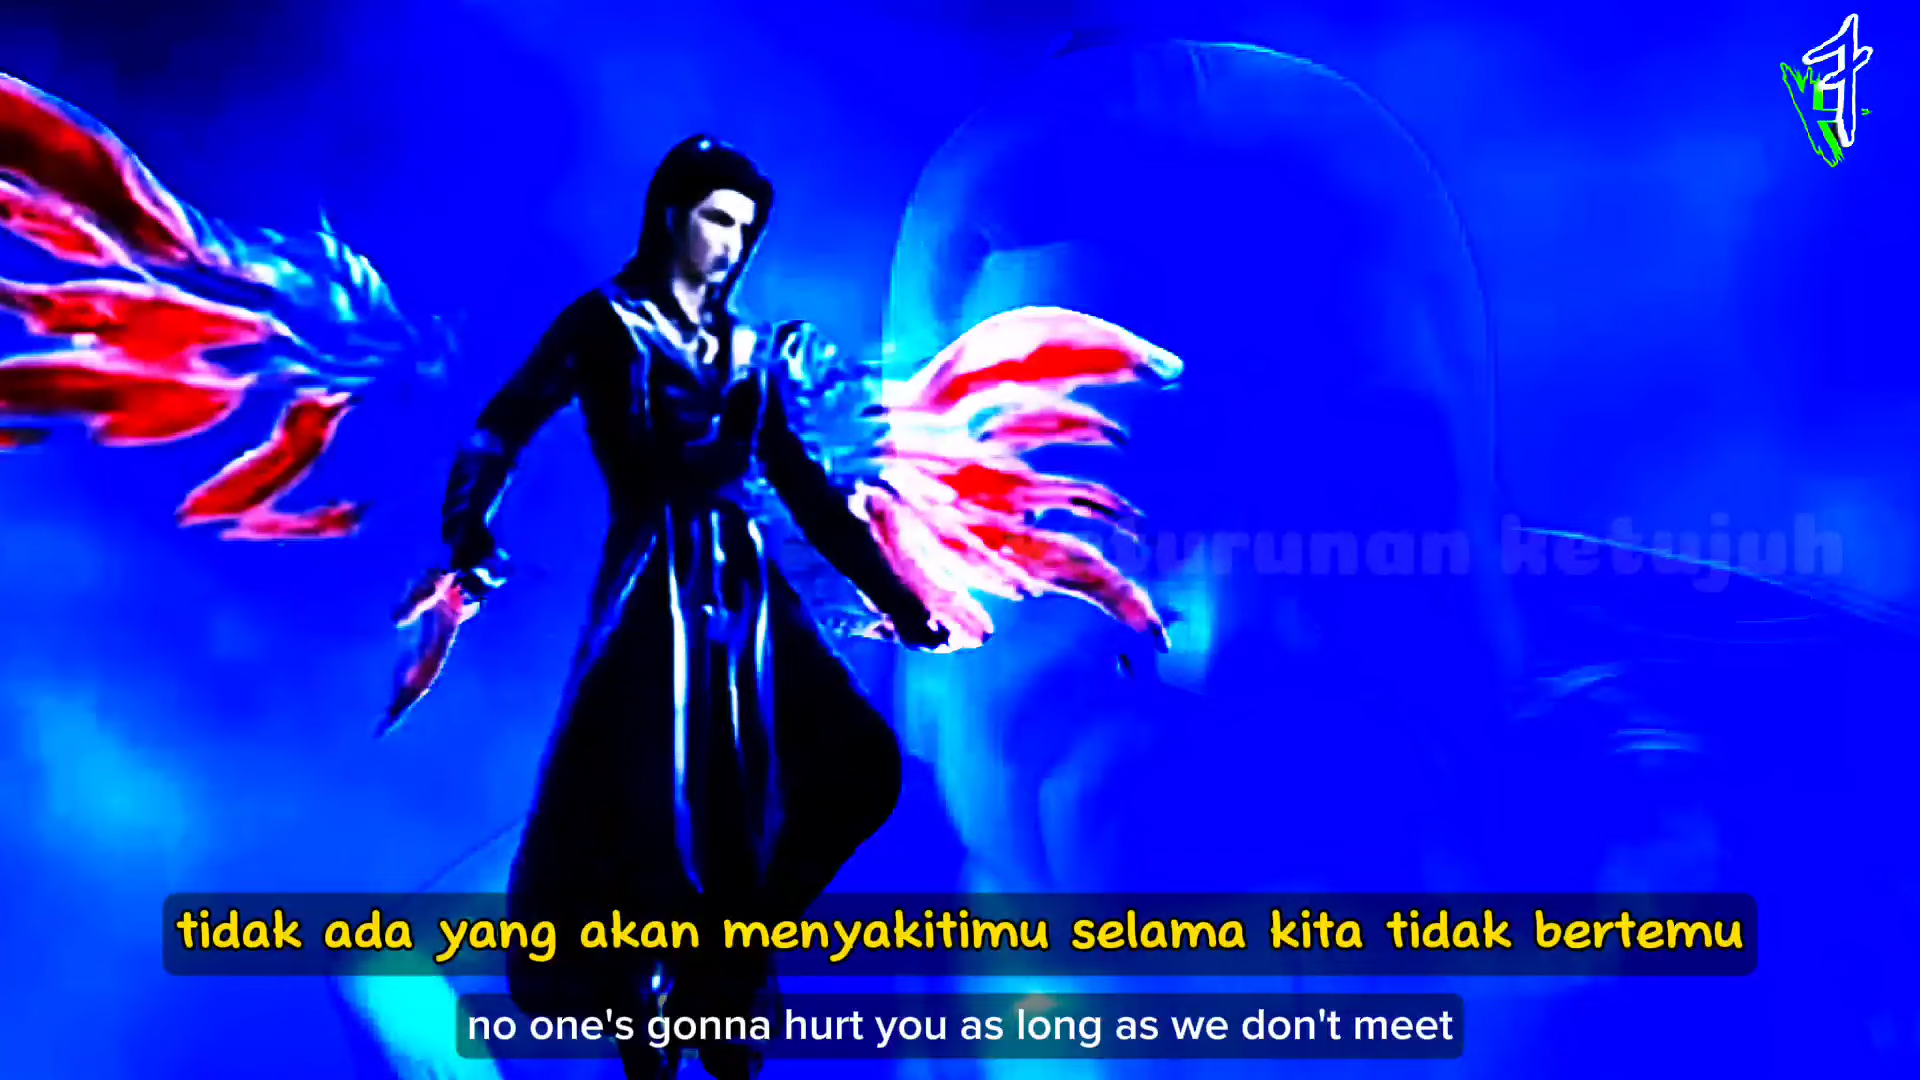 ketujuh
tidak ada yang akan menyakitimu selama kita tidak bertemu
no one's gonna hurt you as long as we don't meet